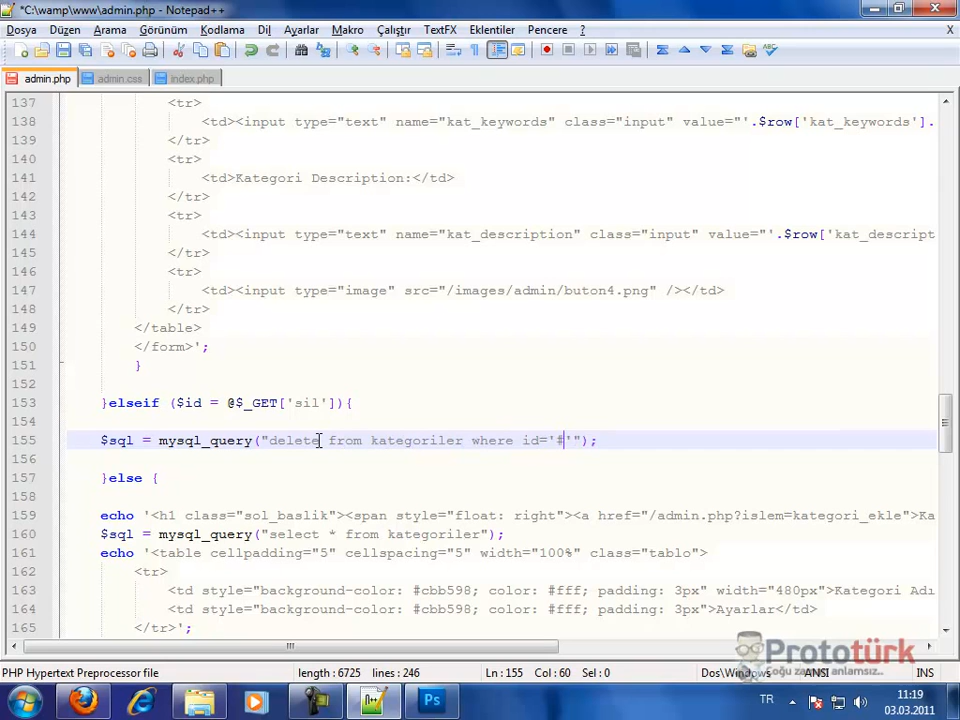 *C:\wamp\www\admin.php - Notepad++
Dosya Düzen Arama Görünüm Kodlama Dil Ayarlar Makro Çalıştır TextFX Eklentiler Pencere ? X
admin.php admin.css index.php
137 <tr>
138 <td><input type="text" name="kat_keywords" class="input" value="'.$row['kat_keywords'].
139 </tr>
140 <tr>
141 <td>Kategori Description:</td>
142 </tr>
143 <tr>
144 <td><input type="text" name="kat_description" class="input" value="'.$row['kat_descript
145 </tr>
146 <tr>
147 <td><input type="image" src="/images/admin/buton4.png" /></td>
148 </tr>
149 </table>
150 </form>';
151 }
152
153 }elseif ($id = @$_GET['sil']){
154
155 $sql = mysql_query("delete from kategoriler where id='#'");
156
157 }else {
158
159 echo '<h1 class="sol_baslik"><span style="float: right"><a href="/admin.php?islem=kategori_ekle">Ka
160 $sql = mysql_query("select * from kategoriler");
161 echo '<table cellpadding="5" cellspacing="5" width="100%" class="tablo">
162 <tr>
163 <td style="background-color: #cbb598; color: #fff; padding: 3px" width="480px">Kategori Adı
164 <td style="background-color: #cbb598; color: #fff; padding: 3px">Ayarlar</td>
165 </tr>';
Prototürk
Çoğu zaman anlamsız..
PHP Hypertext Preprocessor file length : 6725 lines : 246 Ln : 155 Col : 60 Sel : 0 Dos\Windows ANSI INS
Ps TR 11:19
03.03.2011